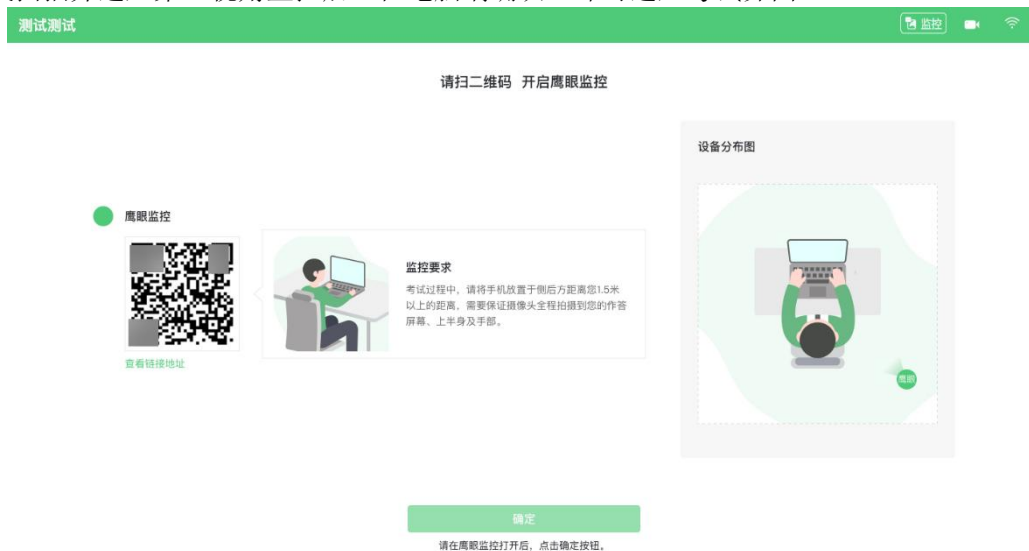 测试测试
监控
请扫二维码 开启鹰眼监控
设备分布图
鹰眼监控
监控要求
考试过程中，请将手机放置于侧后方距离您1.5米
以上的距离，需要保证摄像头全程拍摄到您的作答
屏幕、上半身及手部。
查看链接地址
鹰眼
确定
请在鹰眼监控打开后，点击确定按钮。